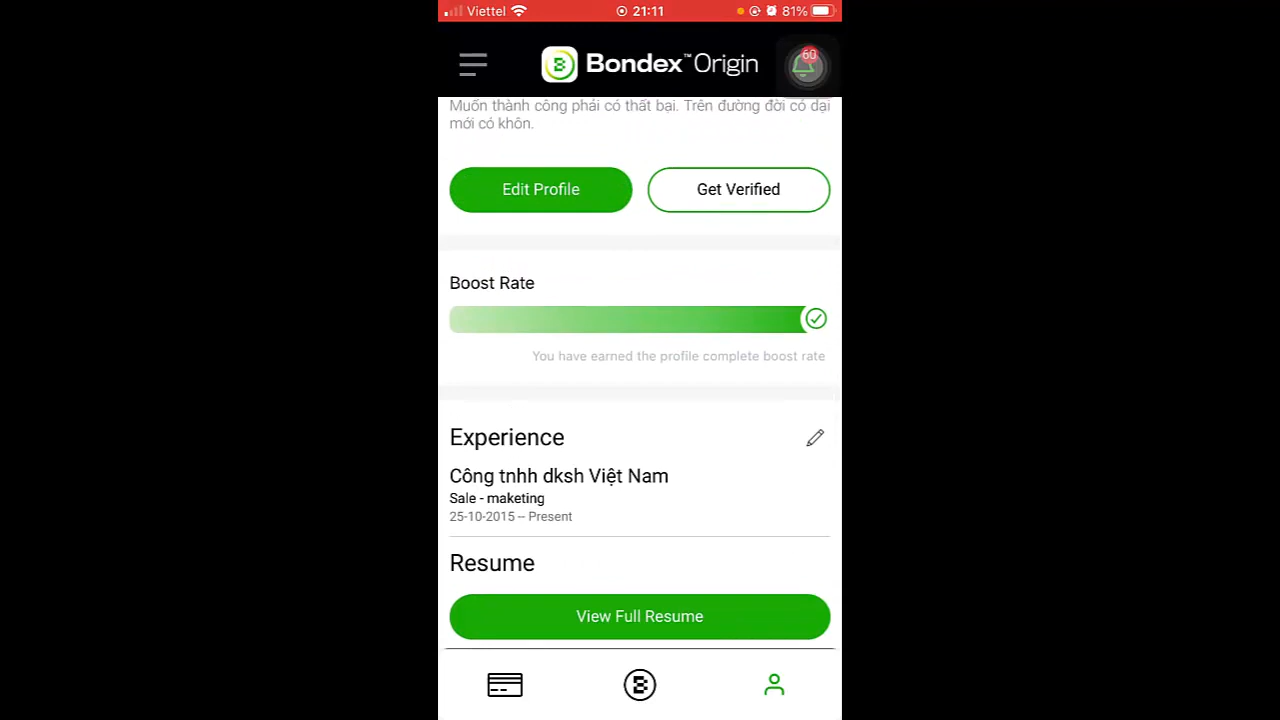 Viettel 21:11 81%
Bondex™Origin 60
Muốn thành công phải có thất bại. Trên đường đời có dại
mới có khôn.
Edit Profile Get Verified
Boost Rate
You have earned the profile complete boost rate
Experience
Công tnhh dksh Việt Nam
Sale - maketing
25-10-2015 -- Present
Resume
View Full Resume